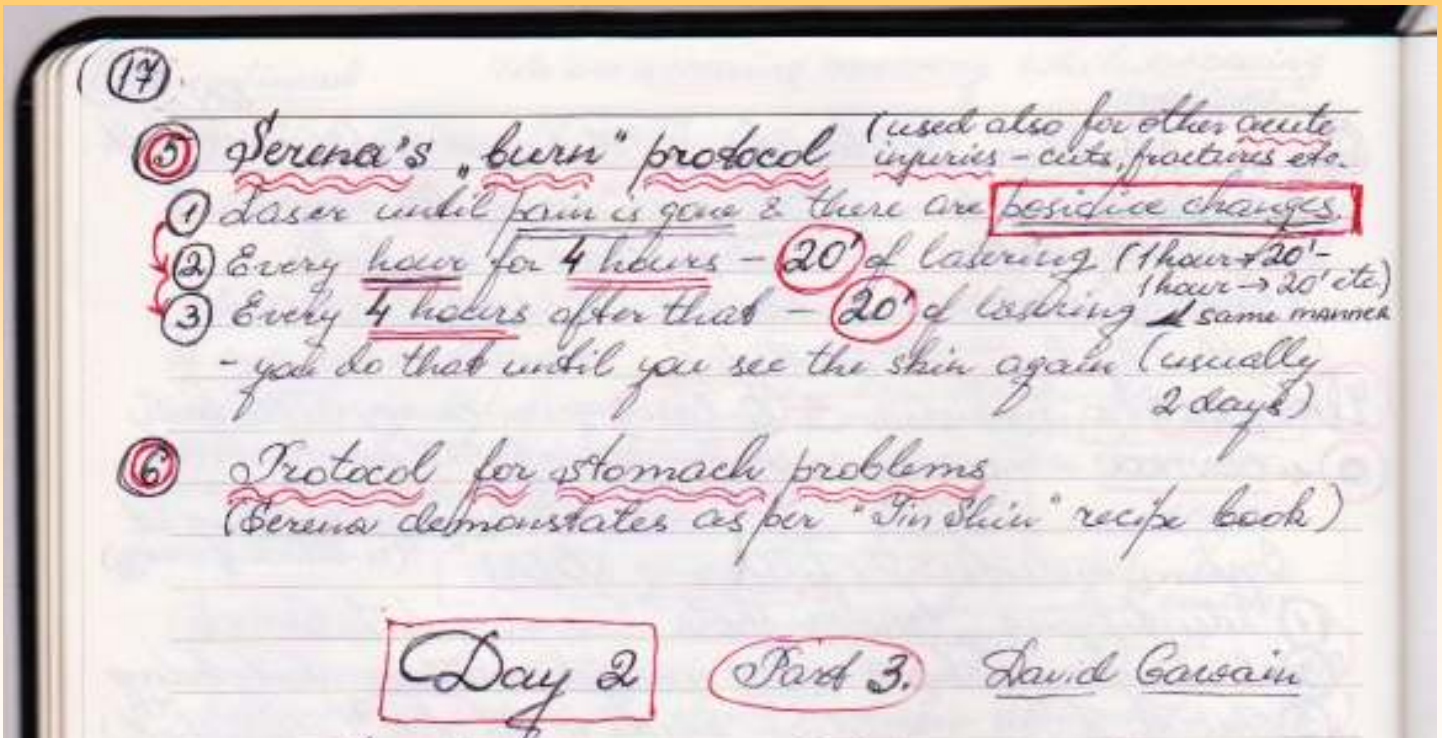 (17).
5 Serena's „burn" protocol (used also for other acute
injuries - cuts, fractures etc.
1 Laser until pain is gone & there are positive changes.
2 Every hour for 4 hours - 20' of lasering (1 hour → 20' -
1 hour → 20' etc.)
3 Every 4 hours after that - 20' of lasering same manner
- you do that until you see the skin again (usually
2 days)
6 Protocol for stomach problems
(Serena demonstates as per "Jin Shin" recipe book)
Day 2 Part 3. David